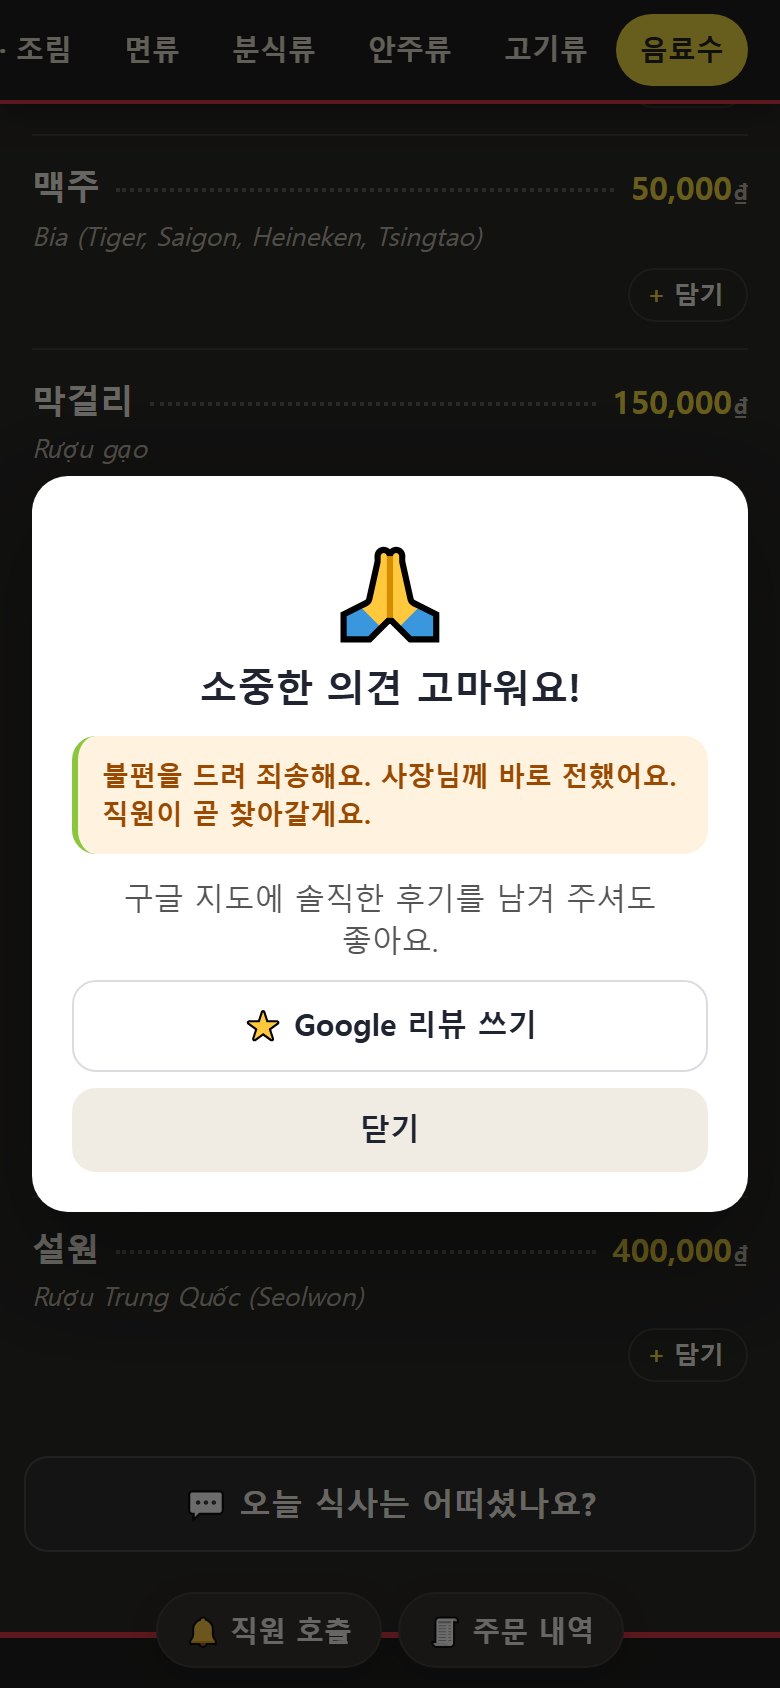 · 조림 면류 분식류 안주류 고기류 음료수
맥주 50,000₫
Bia (Tiger, Saigon, Heineken, Tsingtao)
+ 담기
막걸리 150,000₫
Rượu gạo
소중한 의견 고마워요!
불편을 드려 죄송해요. 사장님께 바로 전했어요.
직원이 곧 찾아갈게요.
구글 지도에 솔직한 후기를 남겨 주셔도
좋아요.
Google 리뷰 쓰기
닫기
설원 400,000₫
Rượu Trung Quốc (Seolwon)
+ 담기
오늘 식사는 어떠셨나요?
직원 호출 주문 내역